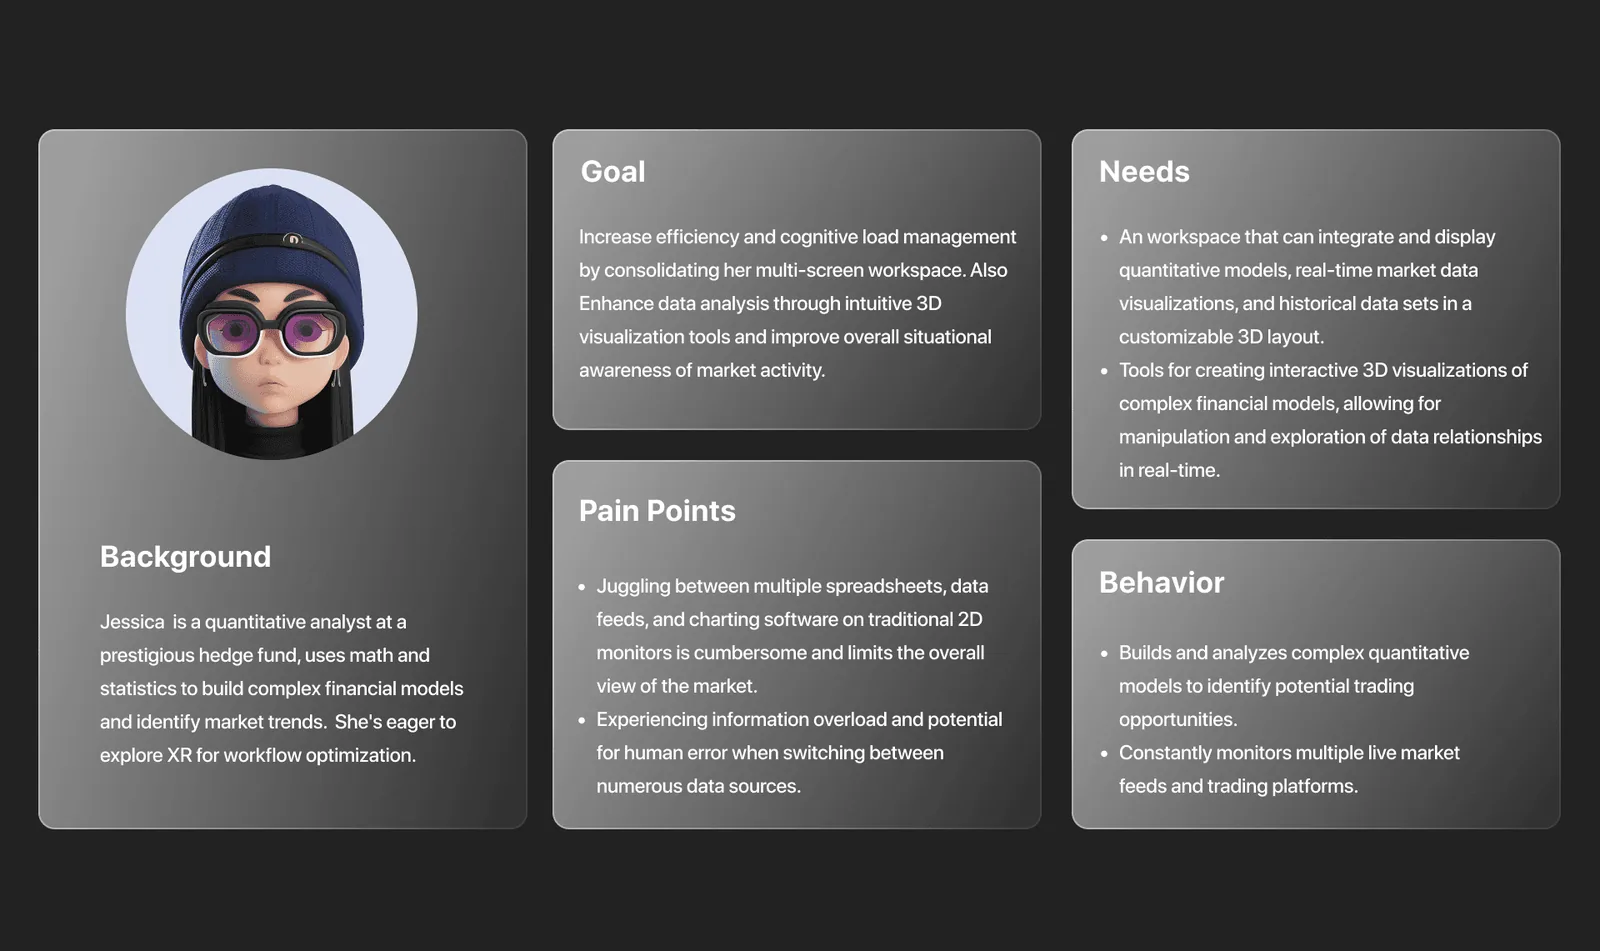 Background
Jessica  is a quantitative analyst at a
prestigious hedge fund, uses math and
statistics to build complex financial models
and identify market trends.  She's eager to
explore XR for workflow optimization.
Goal
Increase efficiency and cognitive load management
by consolidating her multi-screen workspace. Also
Enhance data analysis through intuitive 3D
visualization tools and improve overall situational
awareness of market activity.
Pain Points
• Juggling between multiple spreadsheets, data
feeds, and charting software on traditional 2D
monitors is cumbersome and limits the overall
view of the market.
• Experiencing information overload and potential
for human error when switching between
numerous data sources.
Needs
• An workspace that can integrate and display
quantitative models, real-time market data
visualizations, and historical data sets in a
customizable 3D layout.
• Tools for creating interactive 3D visualizations of
complex financial models, allowing for
manipulation and exploration of data relationships
in real-time.
Behavior
• Builds and analyzes complex quantitative
models to identify potential trading
opportunities.
• Constantly monitors multiple live market
feeds and trading platforms.